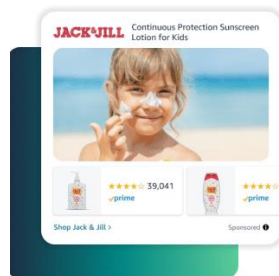 JACK&JILL
Continuous Protection Sunscreen
Lotion for Kids
39,041
prime
prime
Shop Jack & Jill >
Sponsored